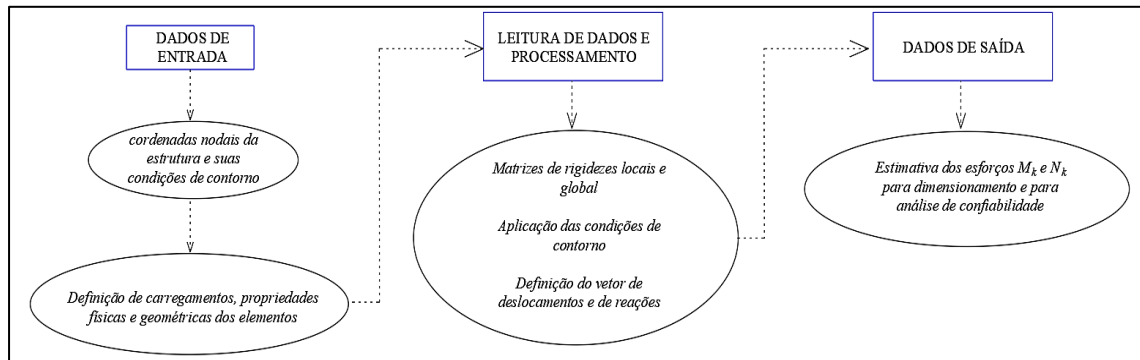 DADOS DE
ENTRADA
cordenadas nodais da
estrutura e suas
condições de contorno
Definição de carregamentos, propriedades
físicas e geométricas dos elementos
LEITURA DE DADOS E
PROCESSAMENTO
Matrizes de rigidezes locais e
global
Aplicação das condições de
contorno
Definição do vetor de
deslocamentos e de reações
DADOS DE SAÍDA
Estimativa dos esforços M_k e N_k
para dimensionamento e para
análise de confiabilidade